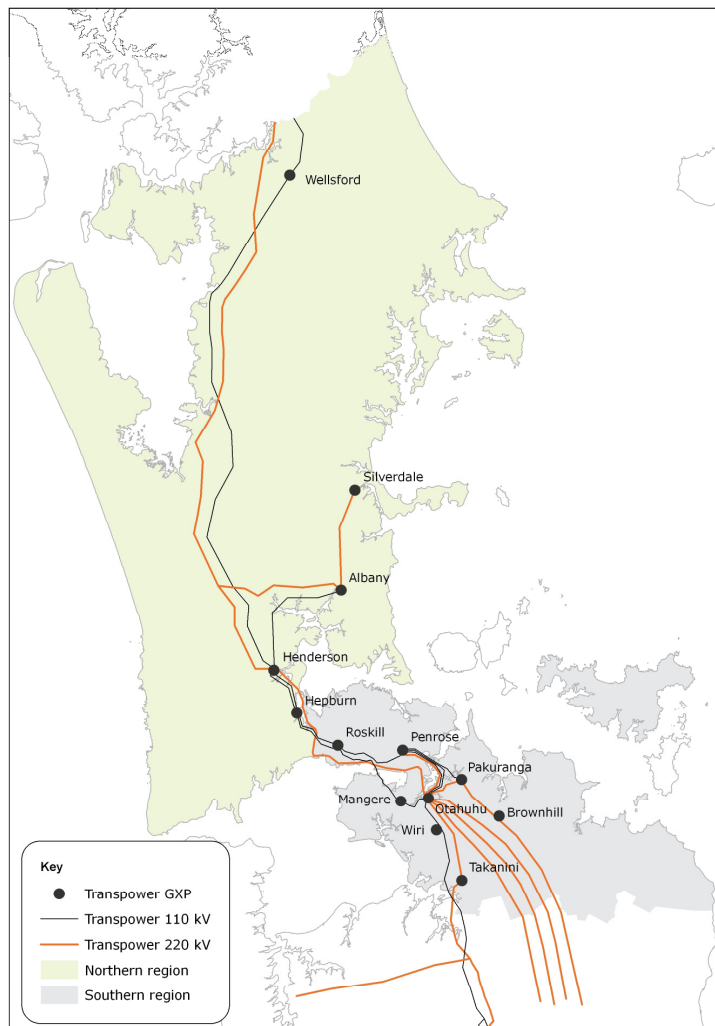 Wellsford
Silverdale
Albany
Henderson
Hepburn
Roskill
Penrose
Pakuranga
Mangere
Otahuhu
Brownhill
Wiri
Takanini
Key
Transpower GXP
Transpower 110 kV
Transpower 220 kV
Northern region
Southern region